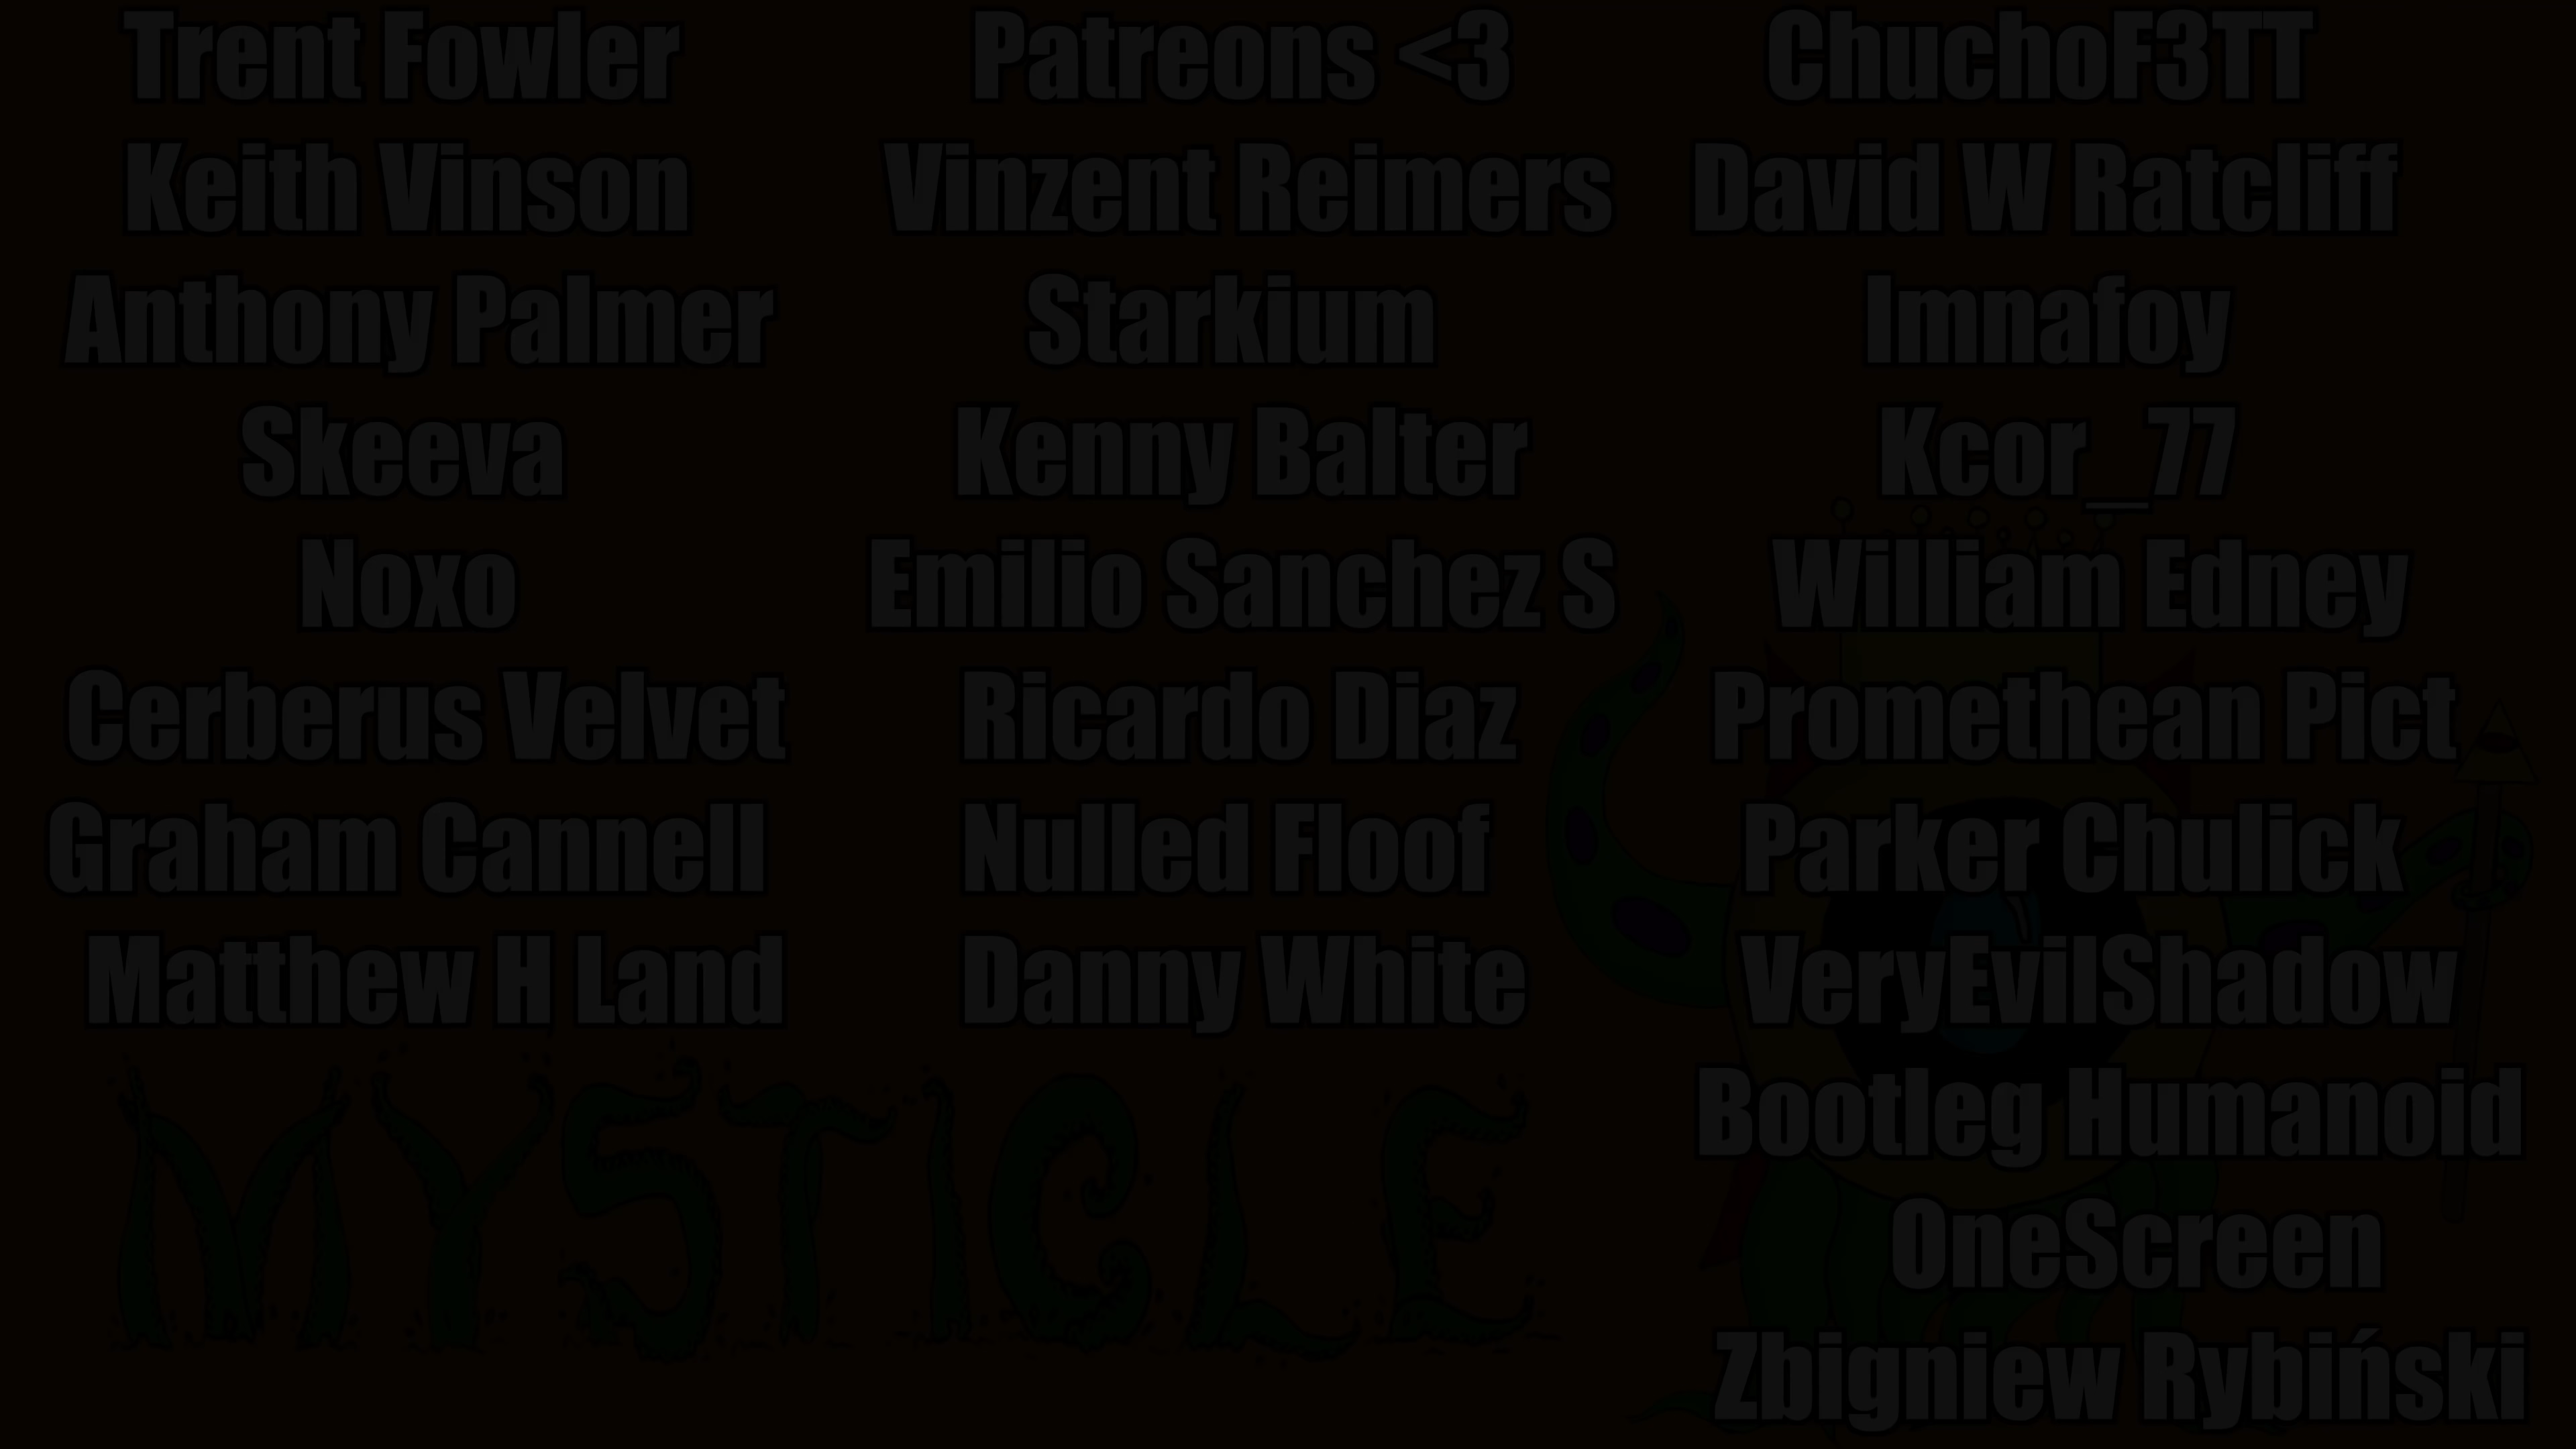 Trent Fowler
Keith Vinson
Anthony Palmer
Skeeva
Noxo
Cerberus Velvet
Graham Cannell
Matthew H Land
Patreons <3
Vinzent Reimers
Starkium
Kenny Balter
Emilio Sanchez S
Ricardo Diaz
Nulled Floof
Danny White
ChuchoF3TT
David W Ratcliff
Imnafoy
Kcor__77
William Edney
Promethean Pict
Parker Chulick
VeryEvilShadow
Bootleg Humanoid
OneScreen
Zbigniew Rybiński
MYSTICLE